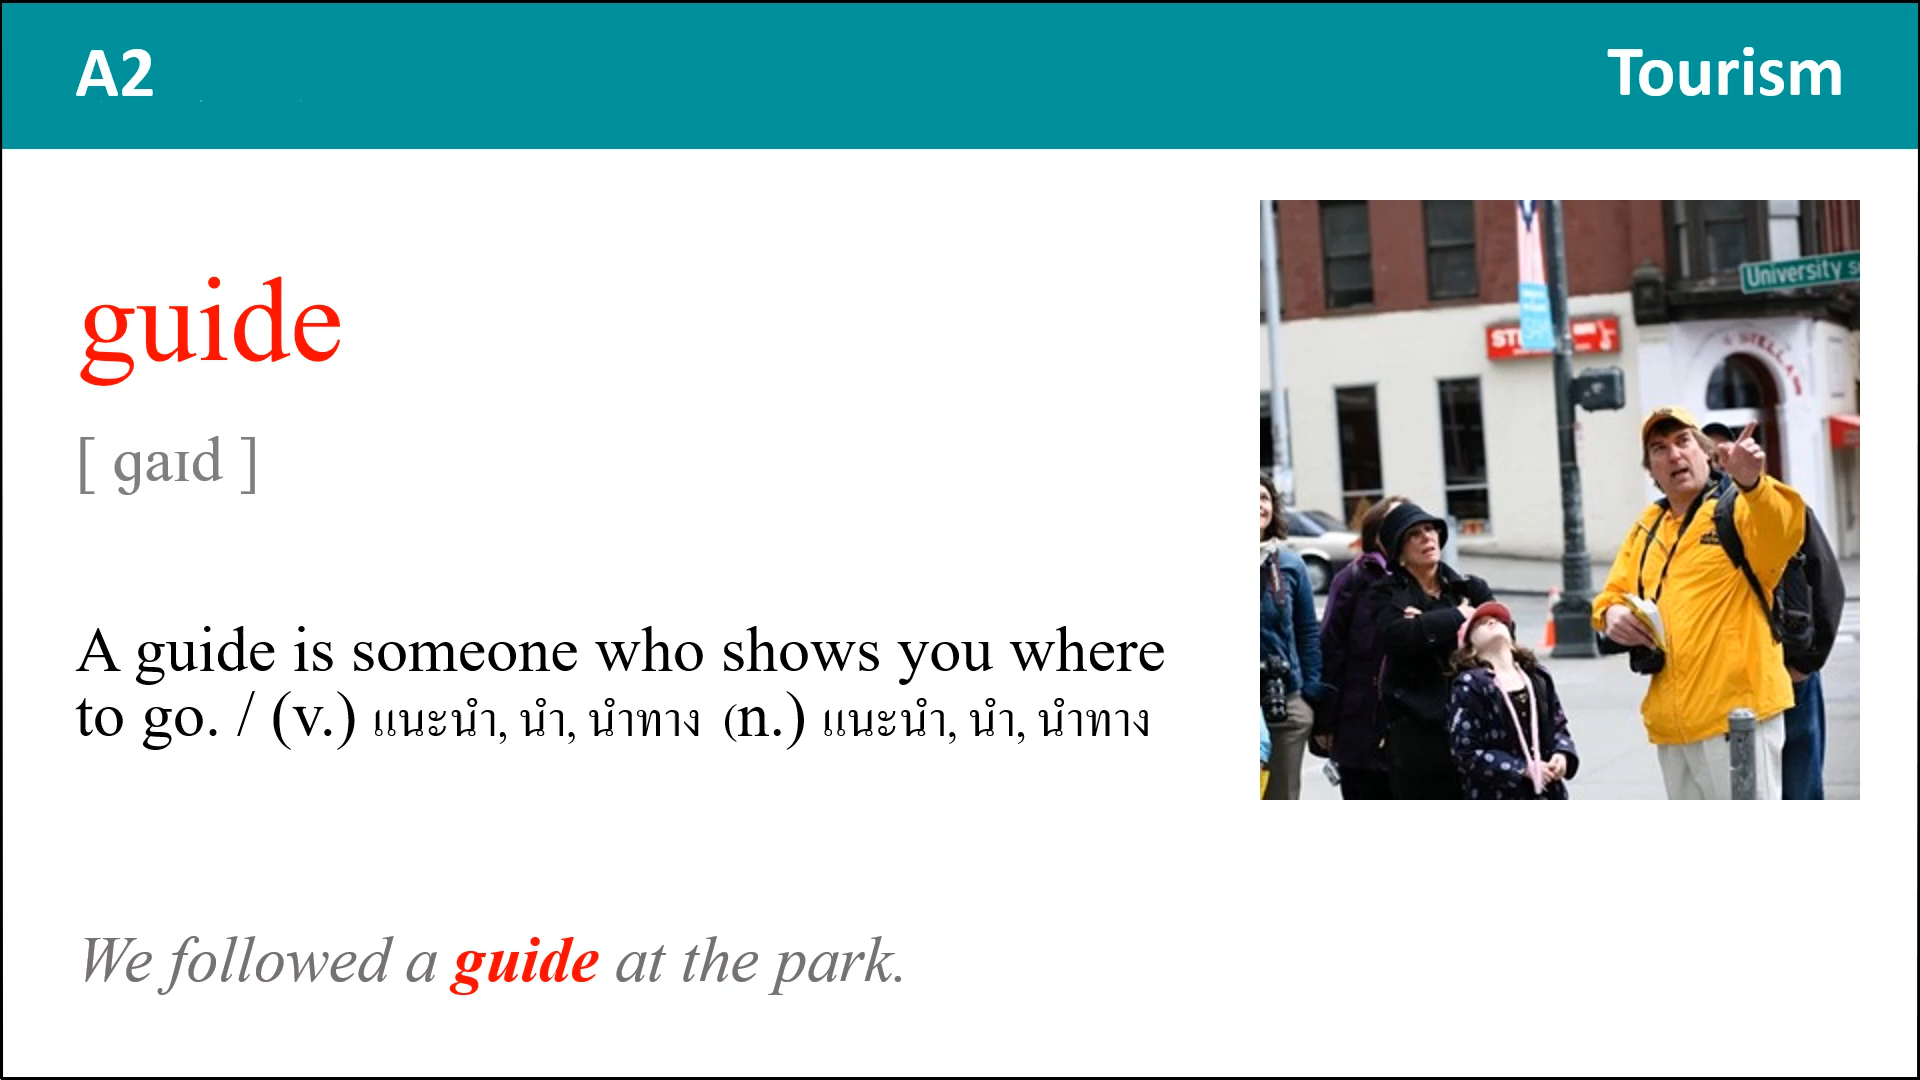 A2
Tourism
guide
[ ɡaɪd ]
A guide is someone who shows you where
to go. / (v.) แนะนำ, นำ, นำทาง (n.) แนะนำ, นำ, นำทาง
We followed a guide at the park.
University
STELLA